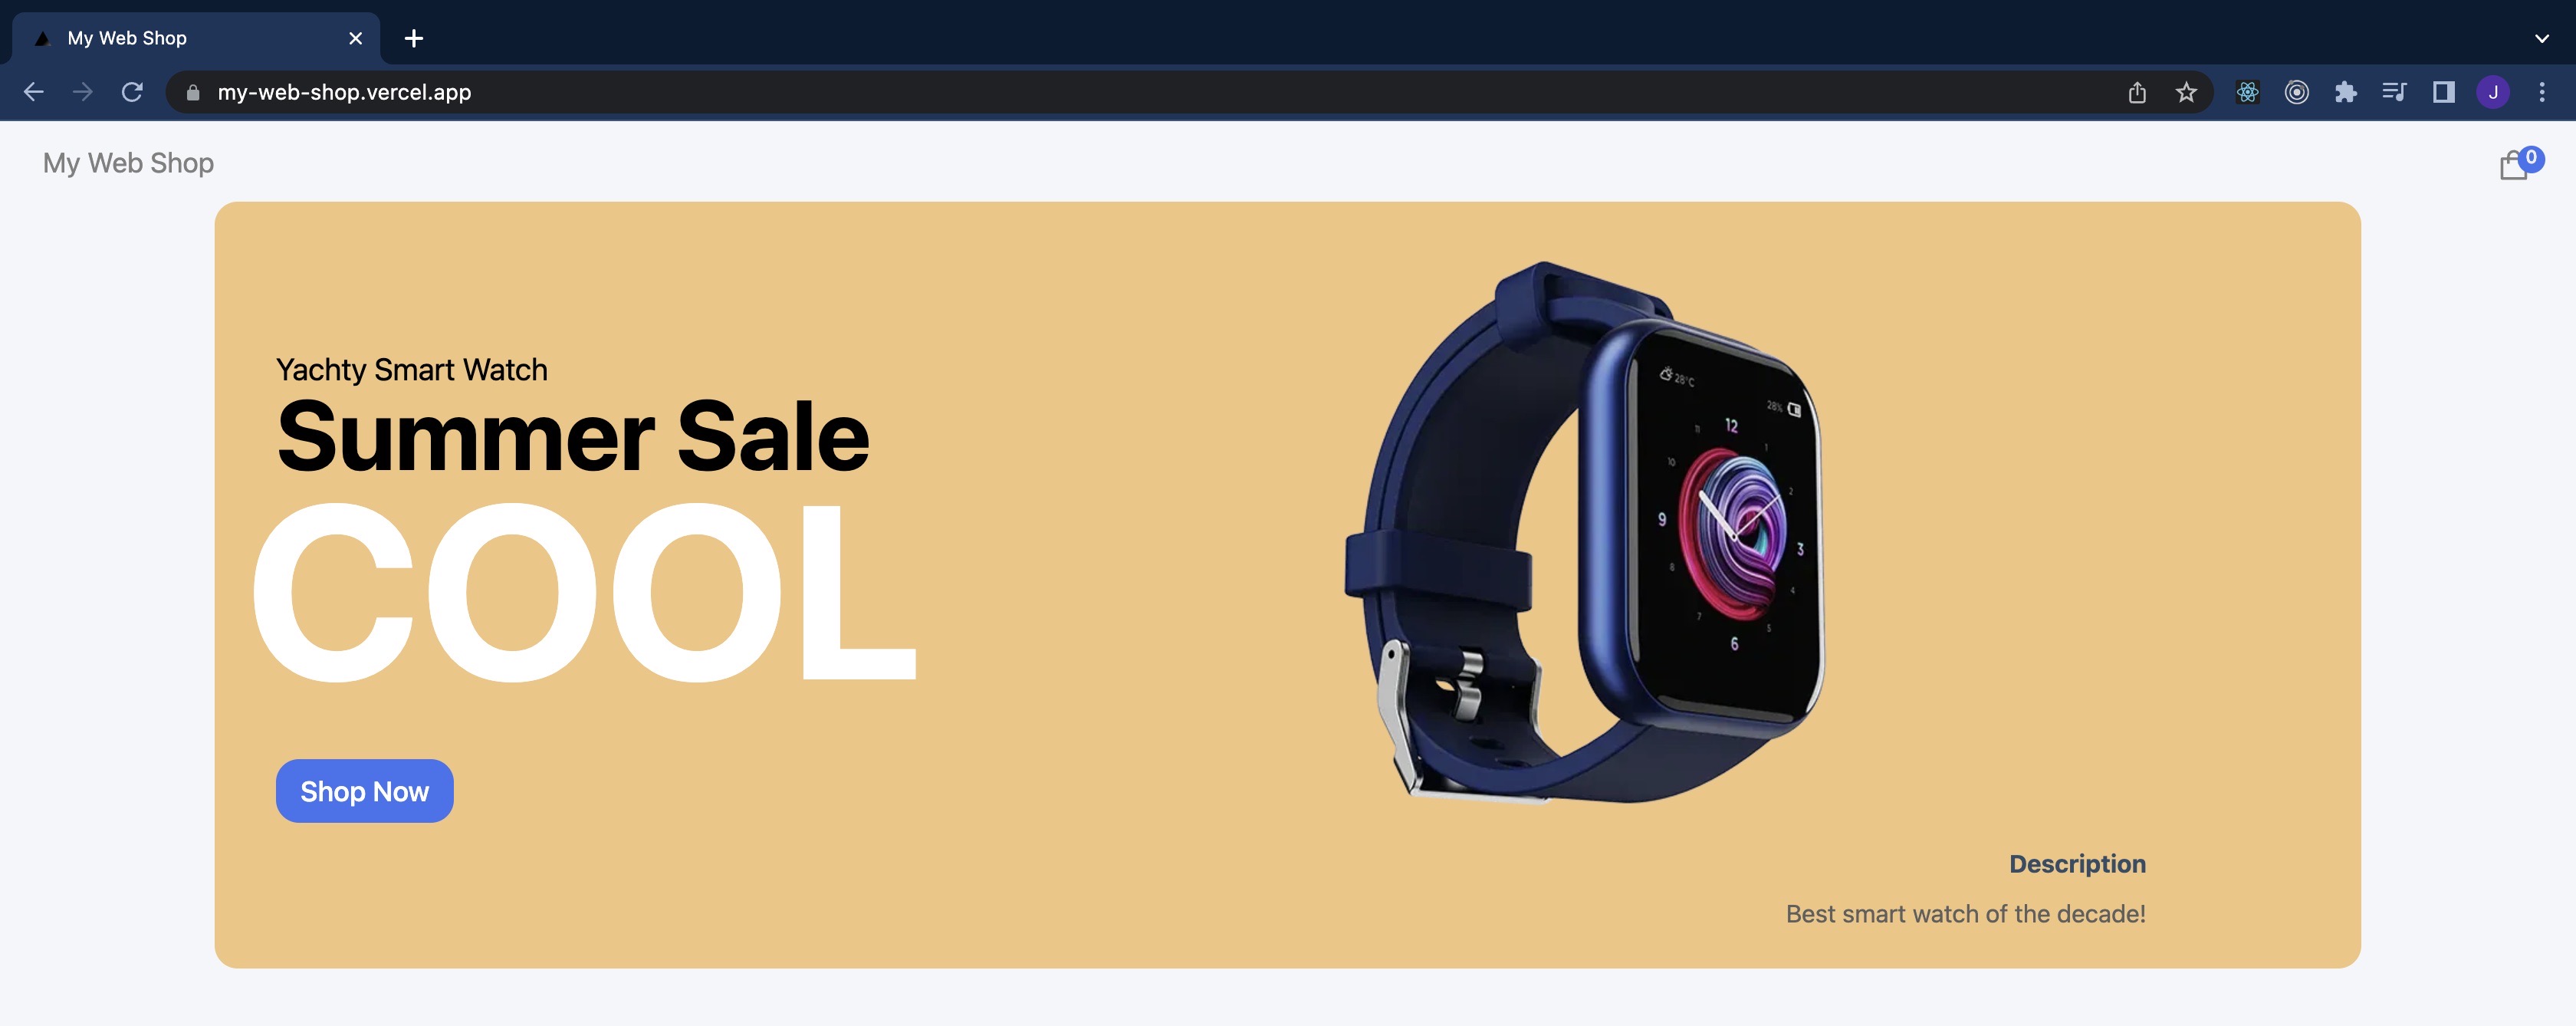 My Web Shop
my-web-shop.vercel.app
J
My Web Shop
0
Yachty Smart Watch
Summer Sale
COOL
Shop Now
28°C
28%
12
11
1
10
2
9
3
8
4
7
5
6
Description
Best smart watch of the decade!